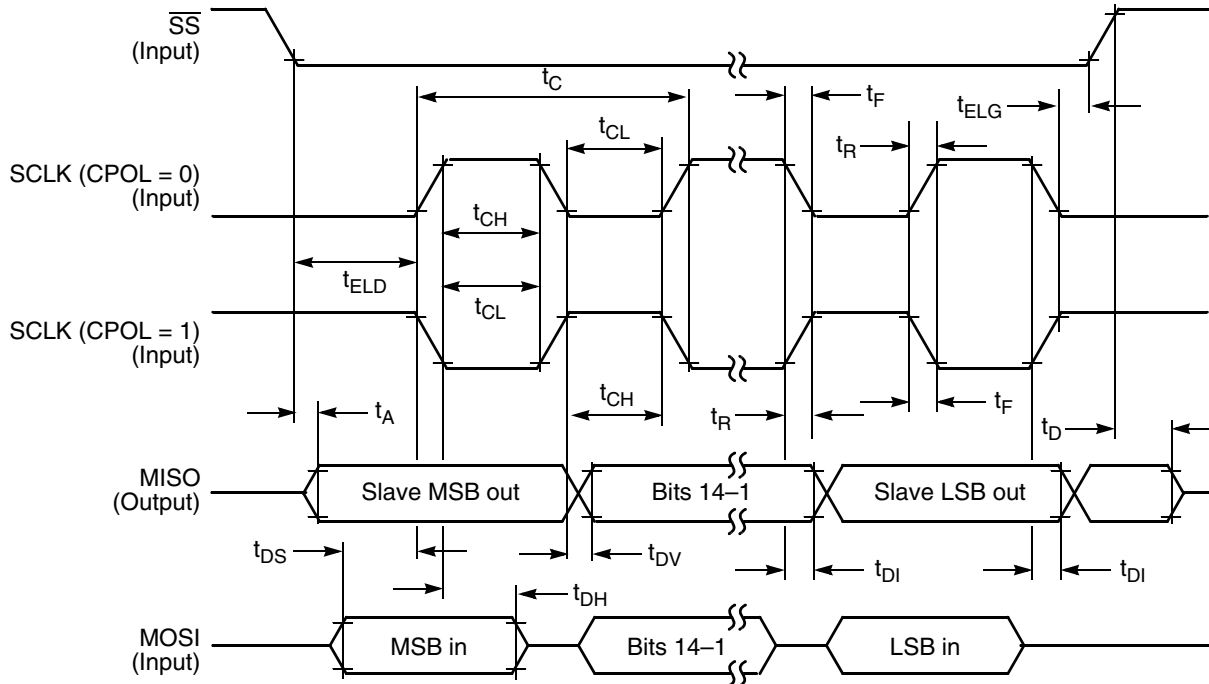 SS
(Input)
t_C
t_F
t_ELG
t_CL
t_R
SCLK (CPOL = 0)
(Input)
t_CH
t_ELD
t_CL
SCLK (CPOL = 1)
(Input)
t_A
t_CH
t_R
t_F
t_D
MISO
(Output)
Slave MSB out
Bits 14–1
Slave LSB out
t_DS
t_DV
t_DI
t_DI
t_DH
MOSI
(Input)
MSB in
Bits 14–1
LSB in